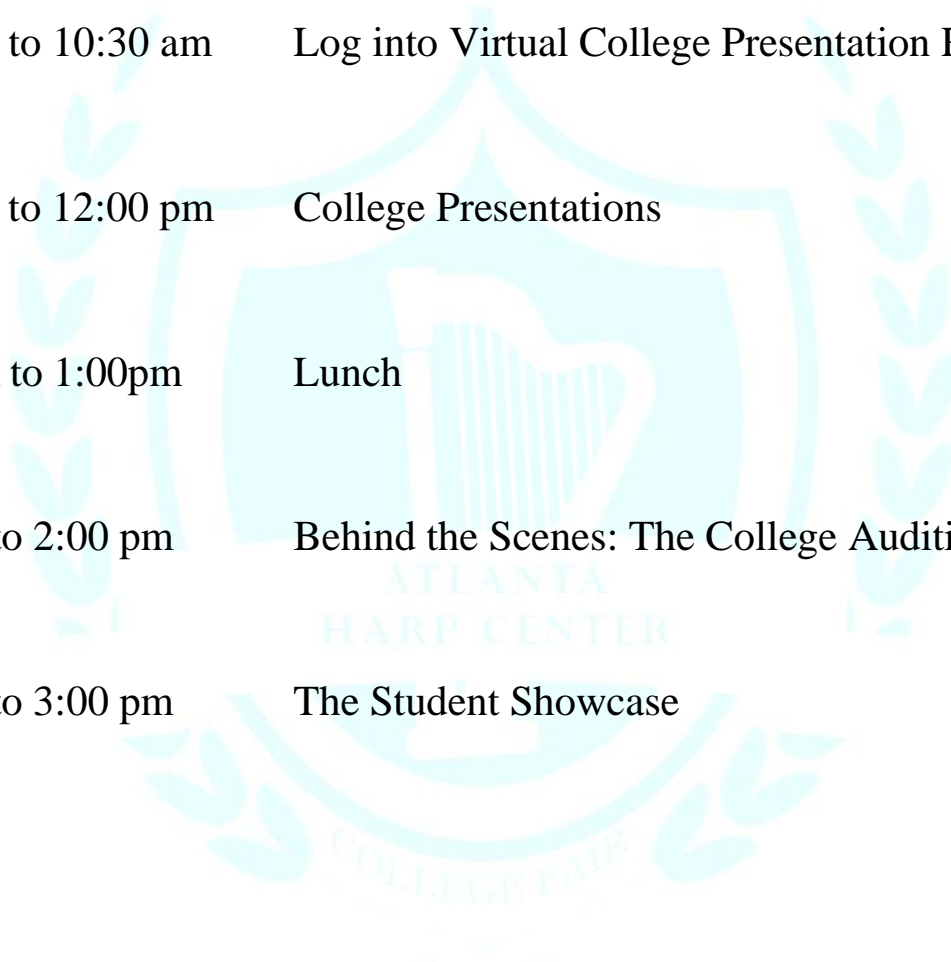 to 10:30 am Log into Virtual College Presentation
to 12:00 pm College Presentations
to 1:00pm Lunch
to 2:00 pm Behind the Scenes: The College
ATLANTA
HARP CENTER
to 3:00 pm The Student Showcase
COLLEGE FAIR